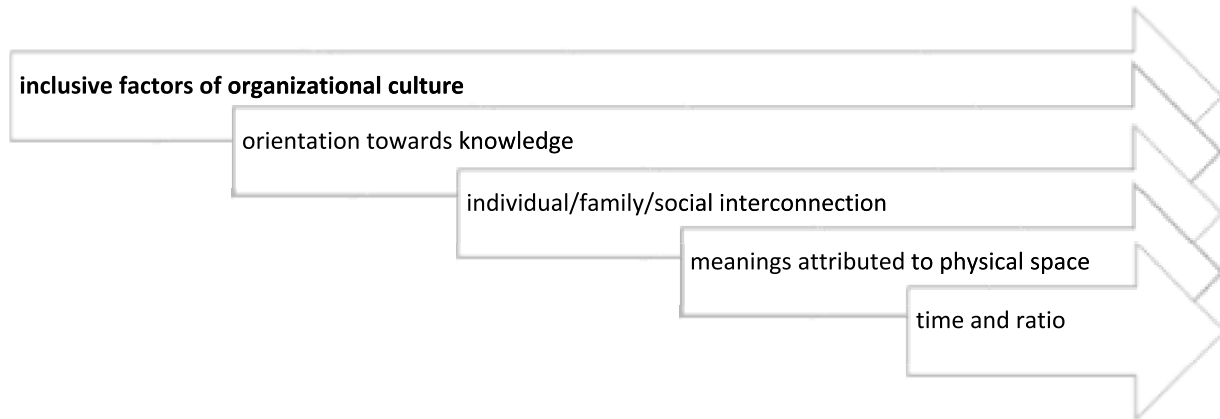 inclusive factors of organizational culture
orientation towards knowledge
individual/family/social interconnection
meanings attributed to physical space
time and ratio